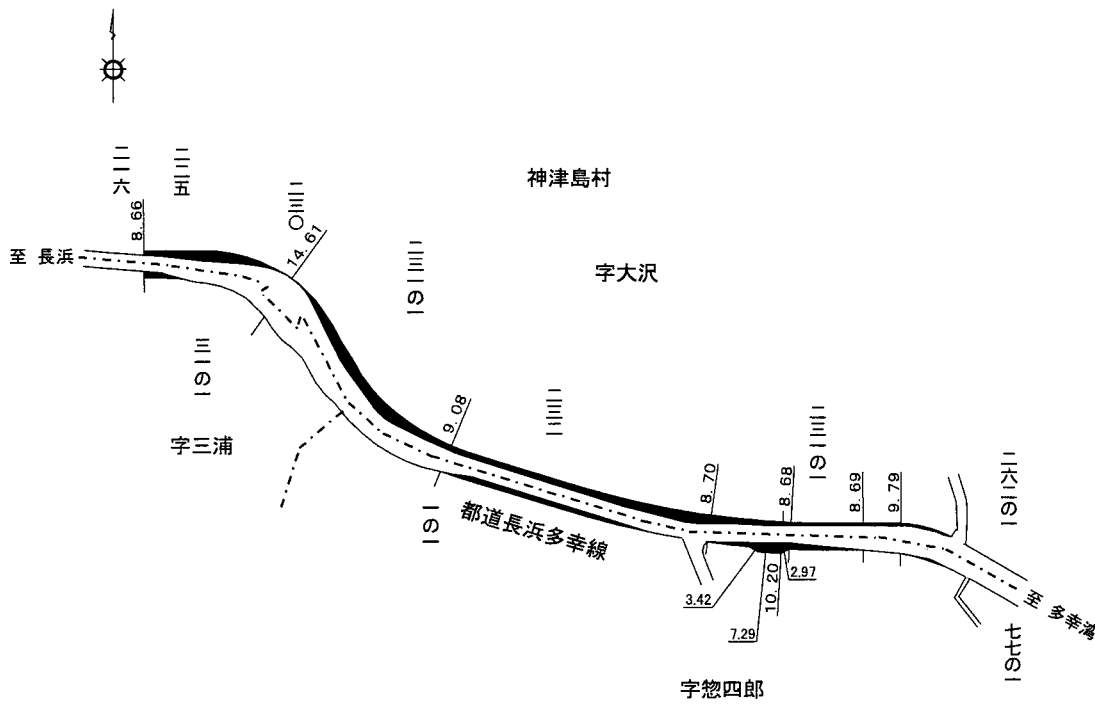 二一六
二二五
8.66
至 長浜
二三〇
14.61
神津島村
字大沢
二三一の一
三一の一
字三浦
9.08
一の一
都道長浜多幸線
8.70
8.68
二三一の一
8.69
9.79
二六二の一
3.42
7.29
10.20
2.97
至 多幸湾
七七の一
字惣四郎